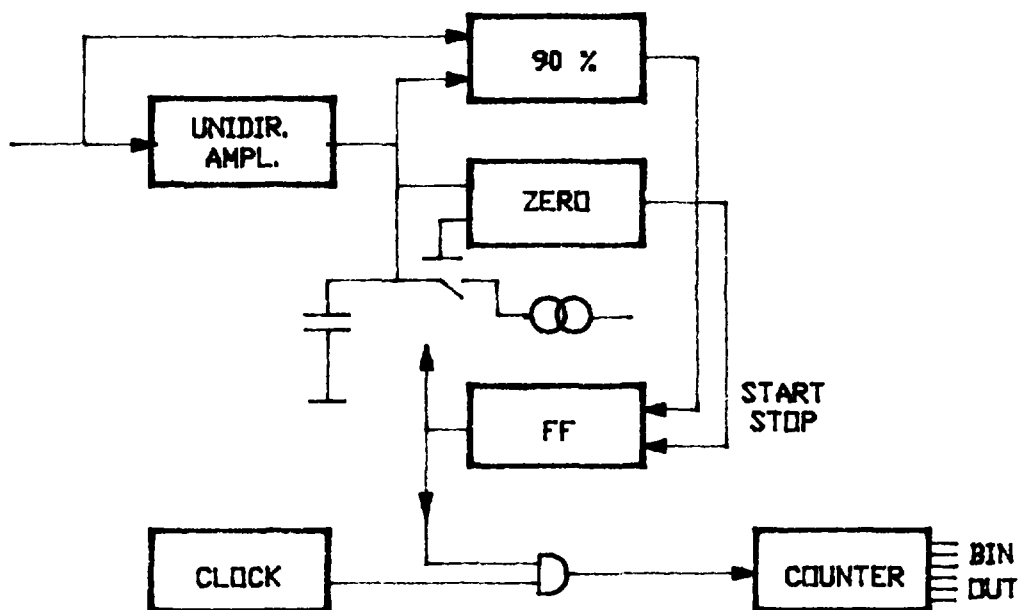 90 %
UNIDIR.
AMPL.
ZERO
START
STOP
FF
CLOCK
COUNTER
BIN
OUT